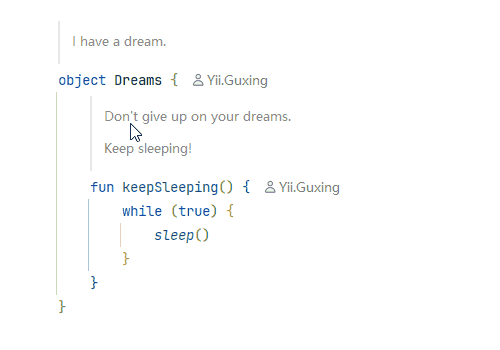 I have a dream.
object Dreams { Yii.Guxing
Don't give up on your dreams.
Keep sleeping!
fun keepSleeping() { Yii.Guxing
while (true) {
sleep()
}
}
}